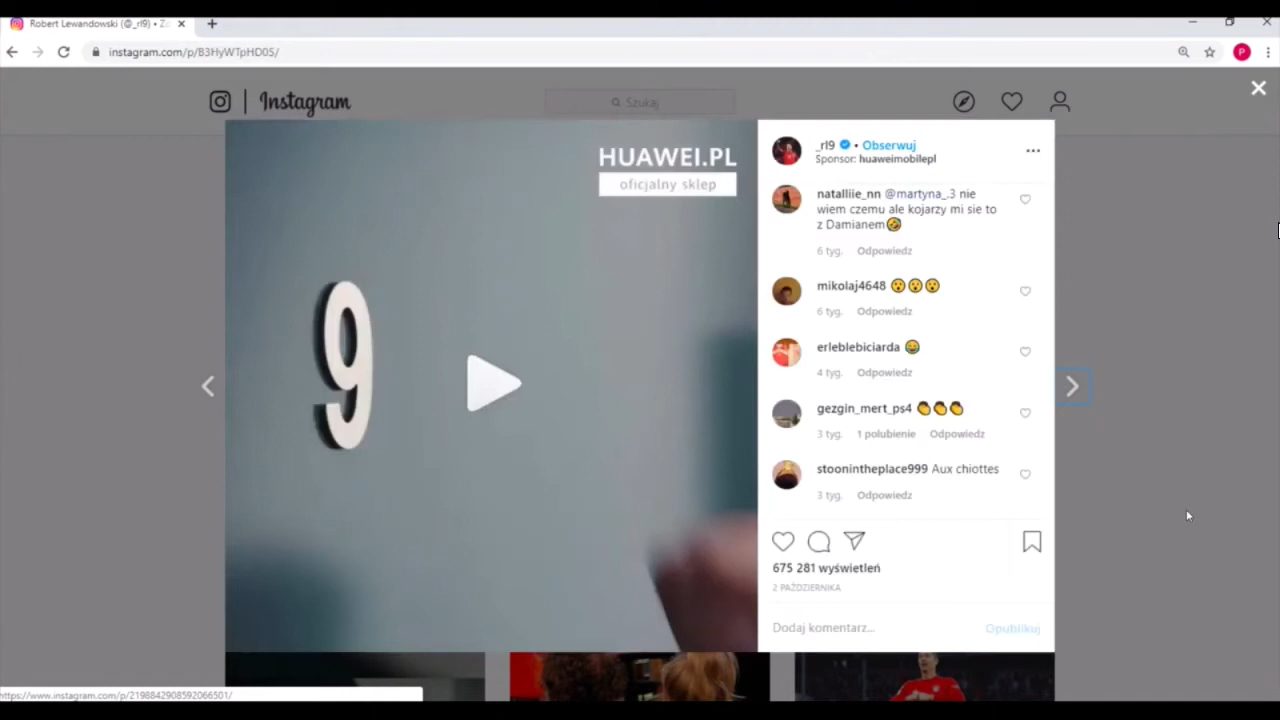 Robert Lewandowski (@_rl9) • Z
instagram.com/p/B3HyWTpHD05/
P
Instagram
Szukaj
HUAWEI.PL
oficjalny sklep
9
_rl9 • Obserwuj
Sponsor: huaweimobilepl
natalliie_nn @martyna_.3 nie
wiem czemu ale kojarzy mi sie to
z Damianem🤣
6 tyg. Odpowiedz
mikolaj4648 😯😯😯
6 tyg. Odpowiedz
erleblebiciarda 😂
4 tyg. Odpowiedz
gezgin_mert_ps4 👏👏👏
3 tyg. 1 polubienie Odpowiedz
stoonintheplace999 Aux chiottes
3 tyg. Odpowiedz
675 281 wyświetleń
2 PAŹDZIERNIKA
Dodaj komentarz...
Opublikuj
https://www.instagram.com/p/2198842908592066501/